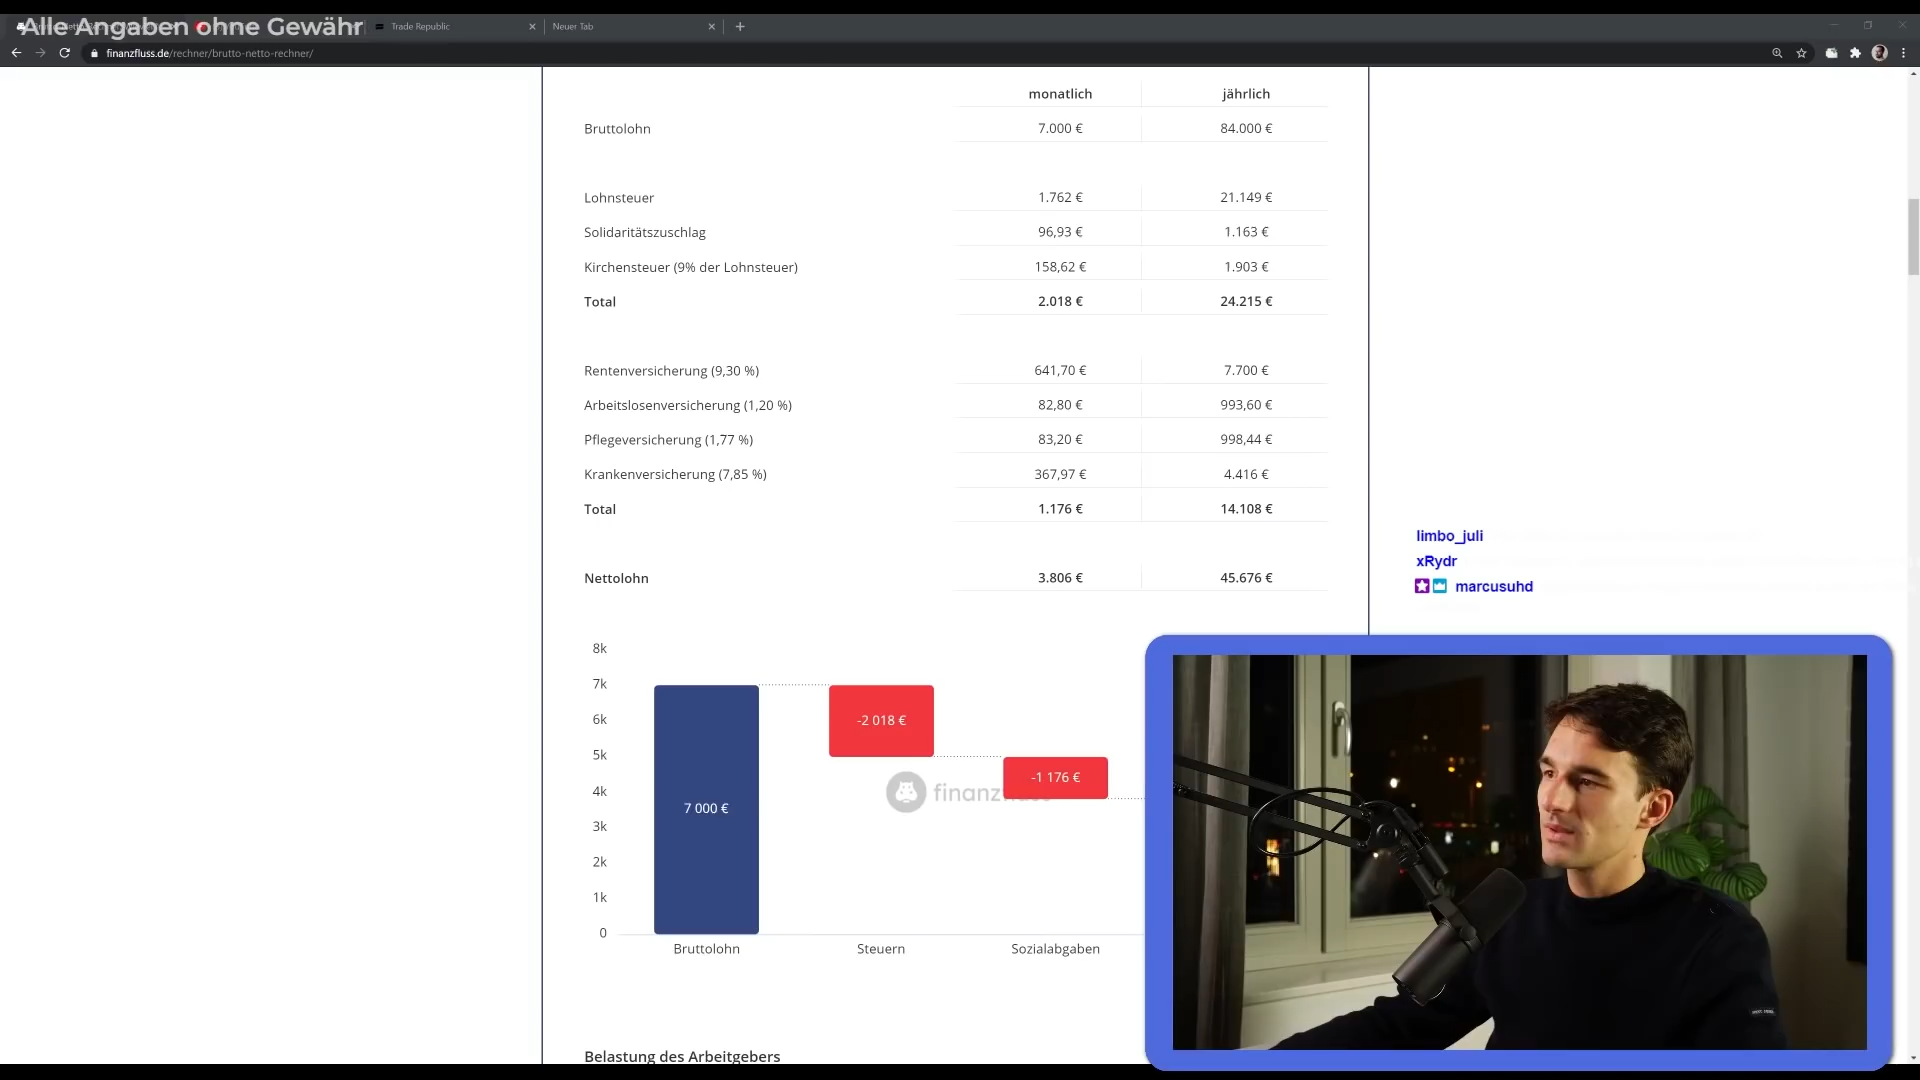 Alle Angaben ohne Gewähr
Trade Republic
Neuer Tab
finanzfluss.de/rechner/brutto-netto-rechner/
monatlich jährlich
Bruttolohn 7.000 € 84.000 €
Lohnsteuer 1.762 € 21.149 €
Solidaritätszuschlag 96,93 € 1.163 €
Kirchensteuer (9% der Lohnsteuer) 158,62 € 1.903 €
Total 2.018 € 24.215 €
Rentenversicherung (9,30 %) 641,70 € 7.700 €
Arbeitslosenversicherung (1,20 %) 82,80 € 993,60 €
Pflegeversicherung (1,77 %) 83,20 € 998,44 €
Krankenversicherung (7,85 %) 367,97 € 4.416 €
Total 1.176 € 14.108 €
Nettolohn 3.806 € 45.676 €
limbo_juli
xRydr
marcusuhd
8k
7k
6k
5k
4k
3k
2k
1k
0
7 000 €
-2 018 €
-1 176 €
Bruttolohn Steuern Sozialabgaben
Belastung des Arbeitgebers